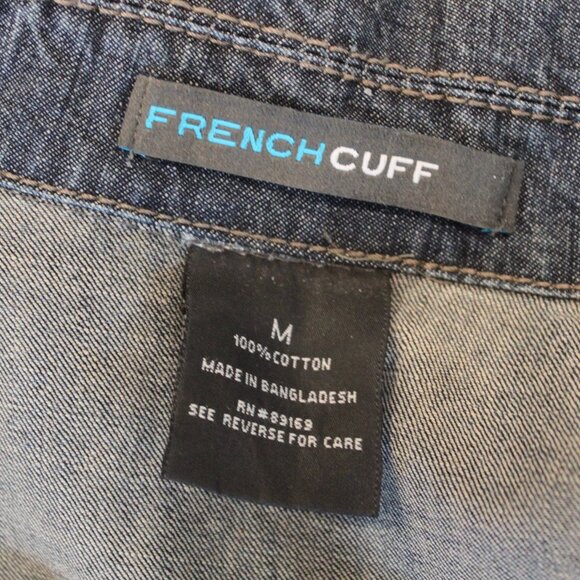 FRENCHCUFF
M
100% COTTON
MADE IN BANGLADESH
RN#89169
SEE REVERSE FOR CARE